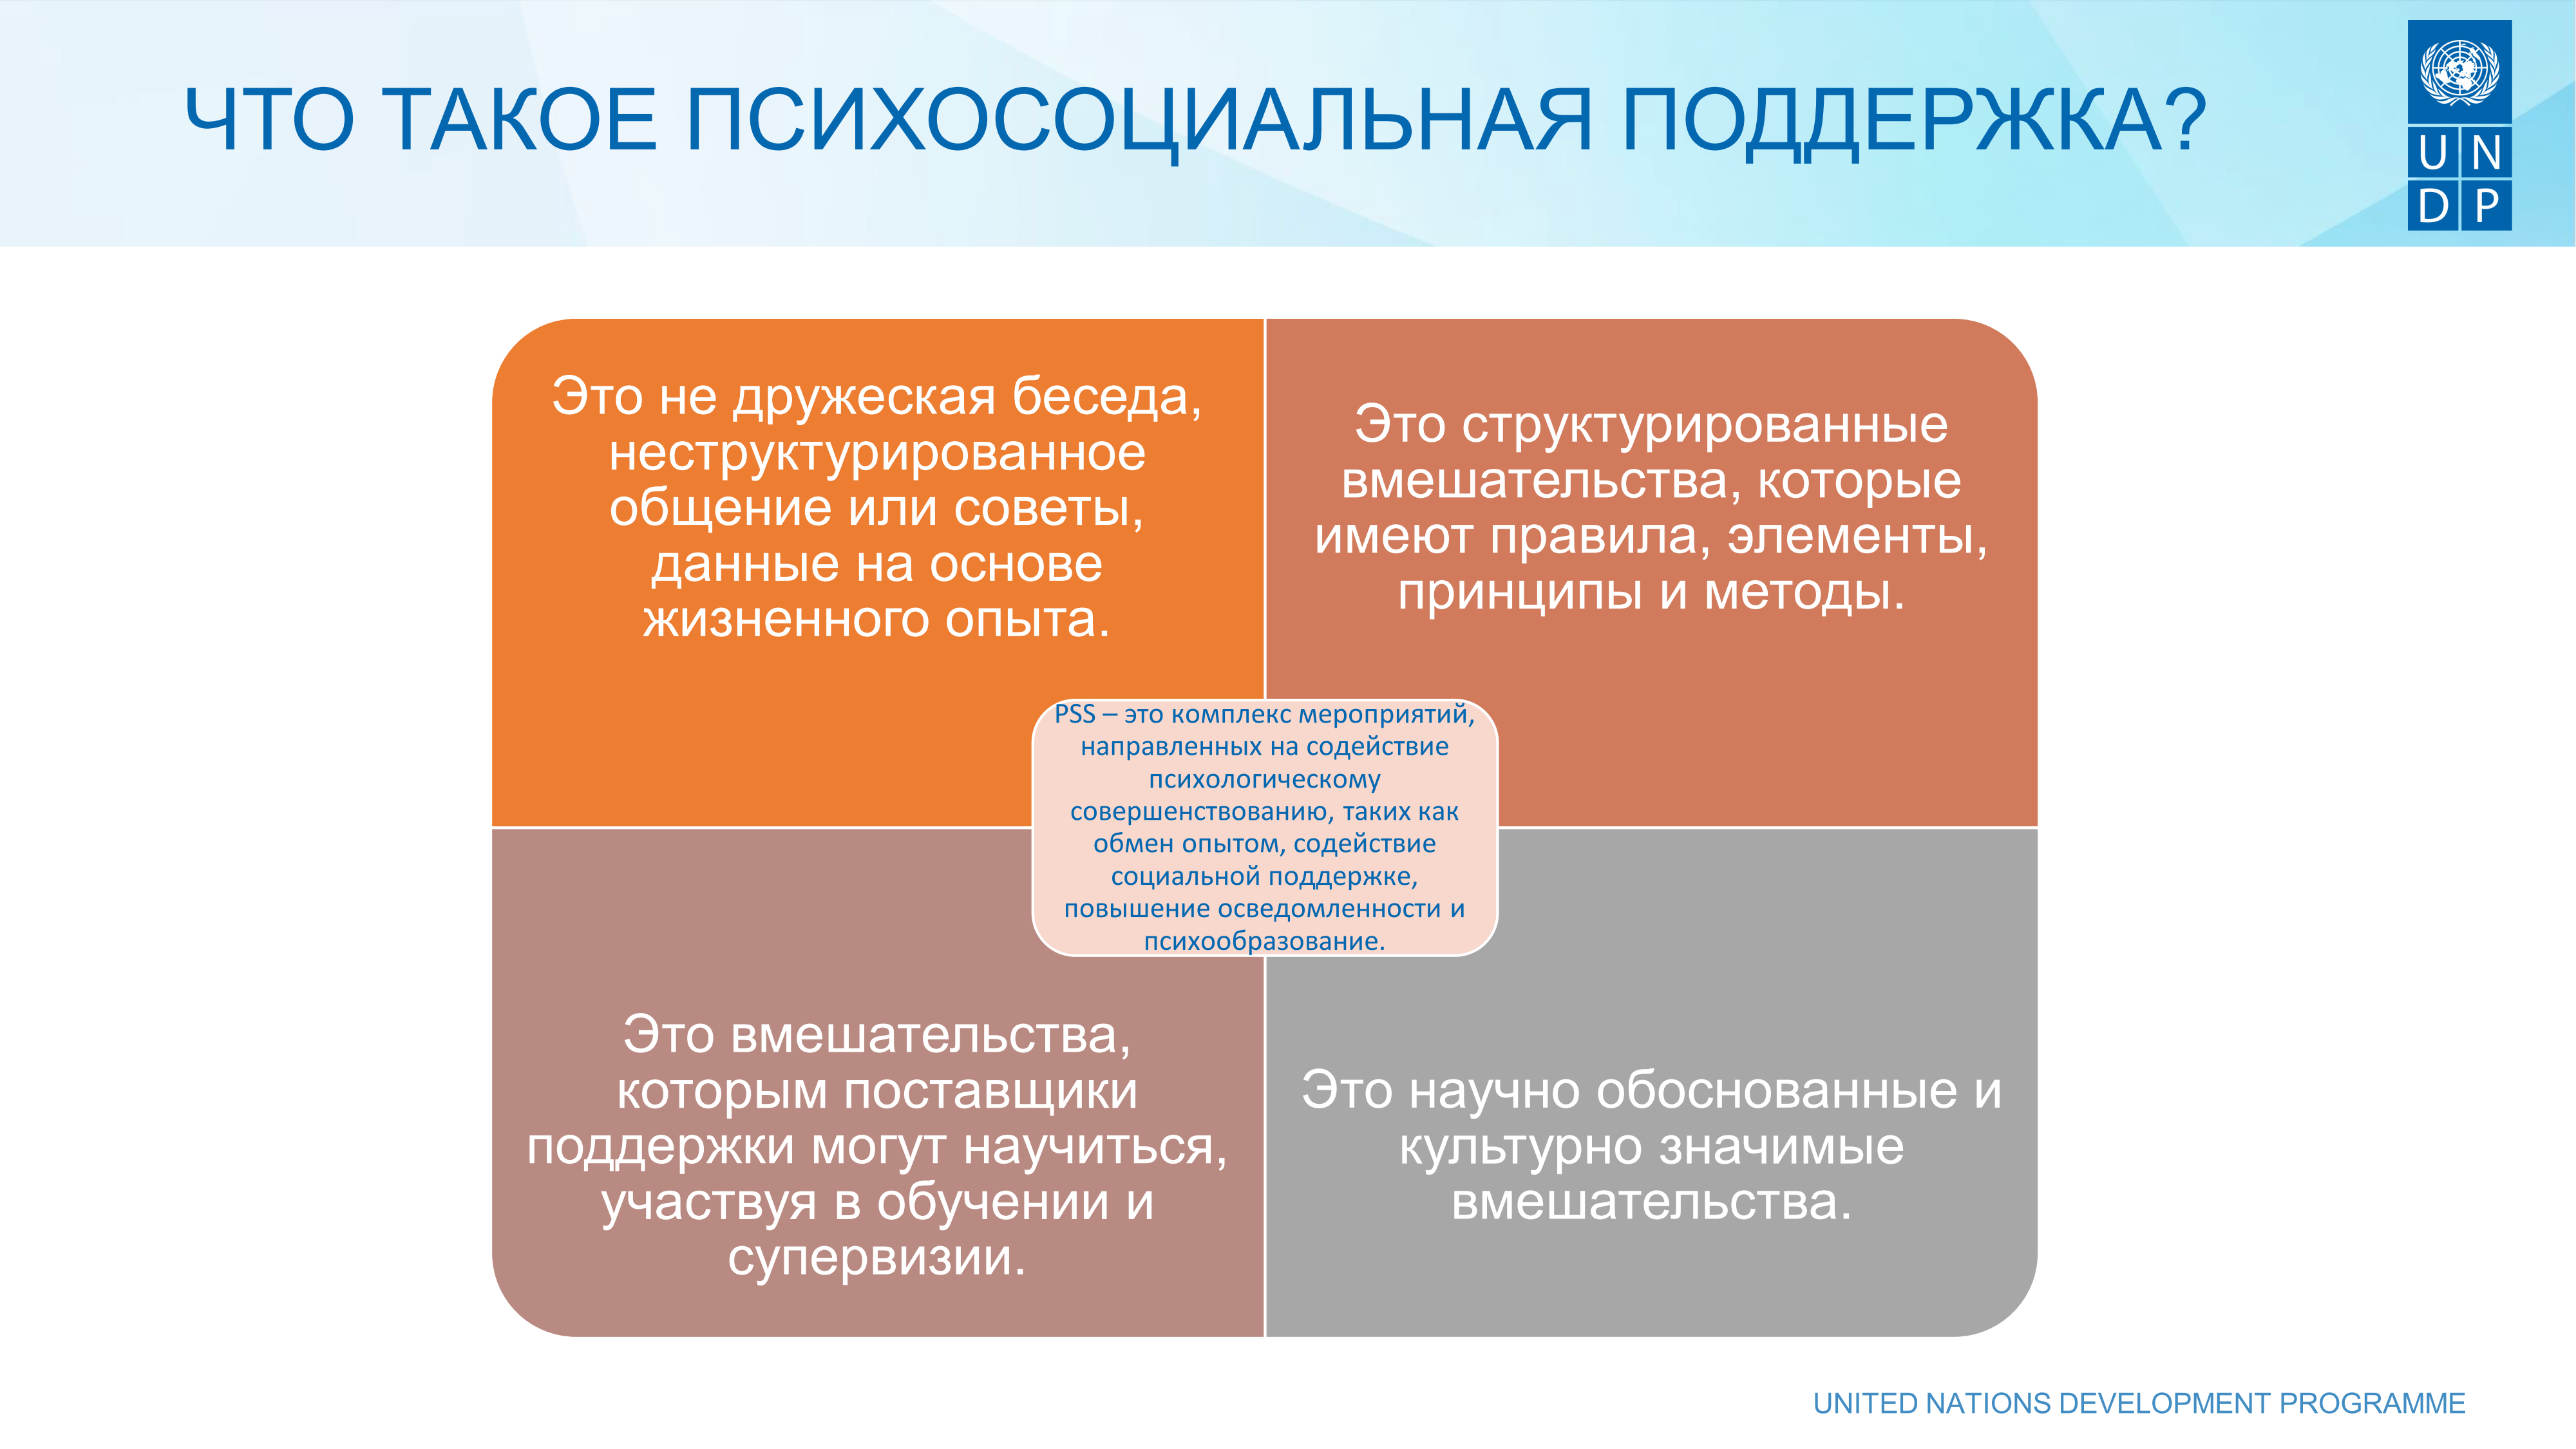 ЧТО ТАКОЕ ПСИХОСОЦИАЛЬНАЯ ПОДДЕРЖКА?
U N
D P
Это не дружеская беседа,
неструктурированное
общение или советы,
данные на основе
жизненного опыта.
Это структурированные
вмешательства, которые
имеют правила, элементы,
принципы и методы.
PSS – это комплекс мероприятий,
направленных на содействие
психологическому
совершенствованию, таких как
обмен опытом, содействие
социальной поддержке,
повышение осведомленности и
психообразование.
Это вмешательства,
которым поставщики
поддержки могут научиться,
участвуя в обучении и
супервизии.
Это научно обоснованные и
культурно значимые
вмешательства.
UNITED NATIONS DEVELOPMENT PROGRAMME